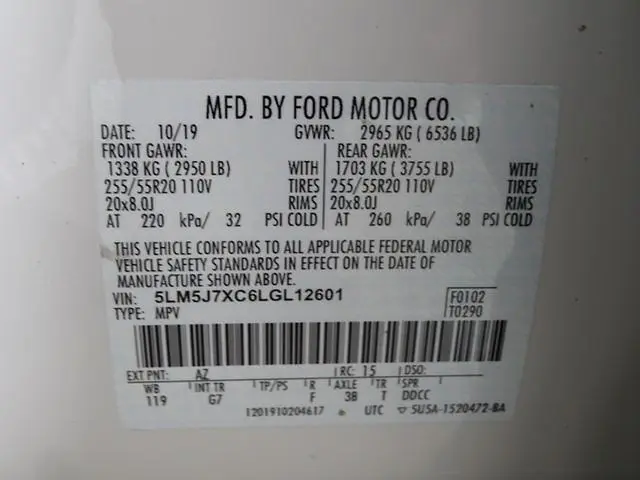 MFD. BY FORD MOTOR CO.
DATE: 10/19 GVWR: 2965 KG ( 6536 LB)
FRONT GAWR: REAR GAWR:
1338 KG ( 2950 LB) WITH 1703 KG ( 3755 LB) WITH
255/55R20 110V TIRES 255/55R20 110V TIRES
20x8.0J RIMS 20x8.0J RIMS
AT 220 kPa/ 32 PSI COLD AT 260 kPa/ 38 PSI COLD
THIS VEHICLE CONFORMS TO ALL APPLICABLE FEDERAL MOTOR
VEHICLE SAFETY STANDARDS IN EFFECT ON THE DATE OF
MANUFACTURE SHOWN ABOVE.
VIN: 5LM5J7XC6LGL12601 F0102
TYPE: MPV T0290
EXT PNT: AZ RC: 15 DSO:
WB INT TR TP/PS R AXLE TR SPR
119 G7 F 38 T DDCC
1201910204617 UTC ▽ 5U5A-1520472-BA